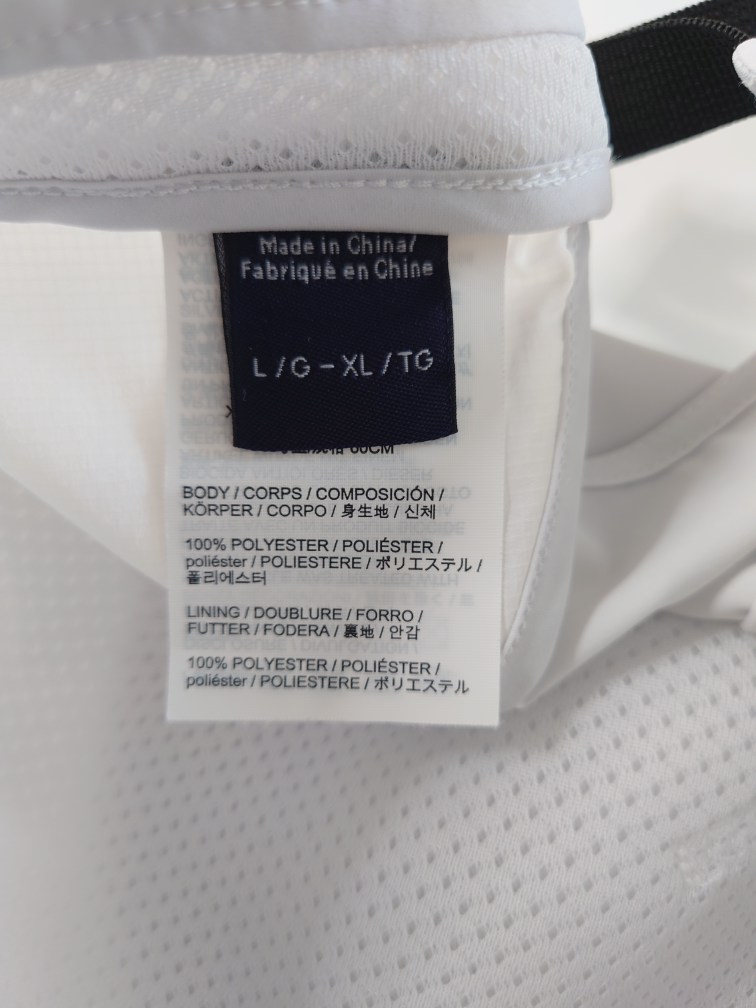 Made in China/
Fabriqué en Chine
L/G-XL/TG
60CM
BODY / CORPS / COMPOSICIÓN /
KÖRPER / CORPO / 身生地 / 신체
100% POLYESTER / POLIÉSTER /
poliéster / POLIESTERE / ポリエステル /
폴리에스터
LINING / DOUBLURE / FORRO /
FUTTER / FODERA / 裏地 / 안감
100% POLYESTER / POLIÉSTER /
poliéster / POLIESTERE / ポリエステル